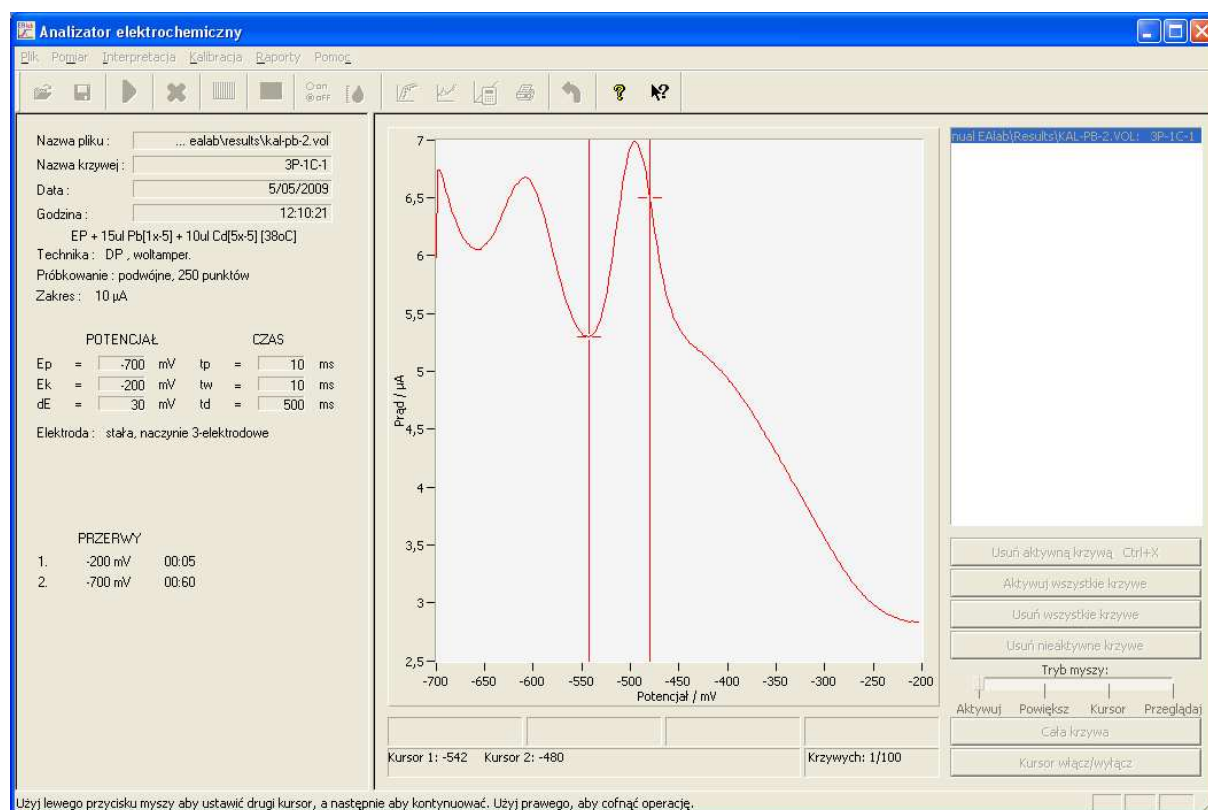 Analizator elektrochemiczny
Plik Pomiar Interpretacja Kalibracja Raporty Pomoc
on
off
Nazwa pliku : ... ealab\results\kal-pb-2.vol
Nazwa krzywej : 3P-1C-1
Data : 5/05/2009
Godzina : 12:10:21
EP + 15ul Pb[1x-5] + 10ul Cd[5x-5] [38oC]
Technika : DP , woltamper.
Próbkowanie : podwójne, 250 punktów
Zakres : 10 µA
POTENCJAŁ CZAS
Ep = -700 mV tp = 10 ms
Ek = -200 mV tw = 10 ms
dE = 30 mV td = 500 ms
Elektroda : stała, naczynie 3-elektrodowe
PRZERWY
1. -200 mV 00:05
2. -700 mV 00:60
7
6,5
6
5,5
5
4,5
4
3,5
3
2,5
Prąd / µA
-700 -650 -600 -550 -500 -450 -400 -350 -300 -250 -200
Potencjał / mV
Kursor 1: -542 Kursor 2: -480 Krzywych: 1/100
nual EAlab\Results\KAL-PB-2.VOL: 3P-1C-1
Usuń aktywną krzywą Ctrl+X
Aktywuj wszystkie krzywe
Usuń wszystkie krzywe
Usuń nieaktywne krzywe
Tryb myszy:
Aktywuj Powiększ Kursor Przeglądaj
Cała krzywa
Kursor włącz/wyłącz
Użyj lewego przycisku myszy aby ustawić drugi kursor, a następnie aby kontynuować. Użyj prawego, aby cofnąć operację.